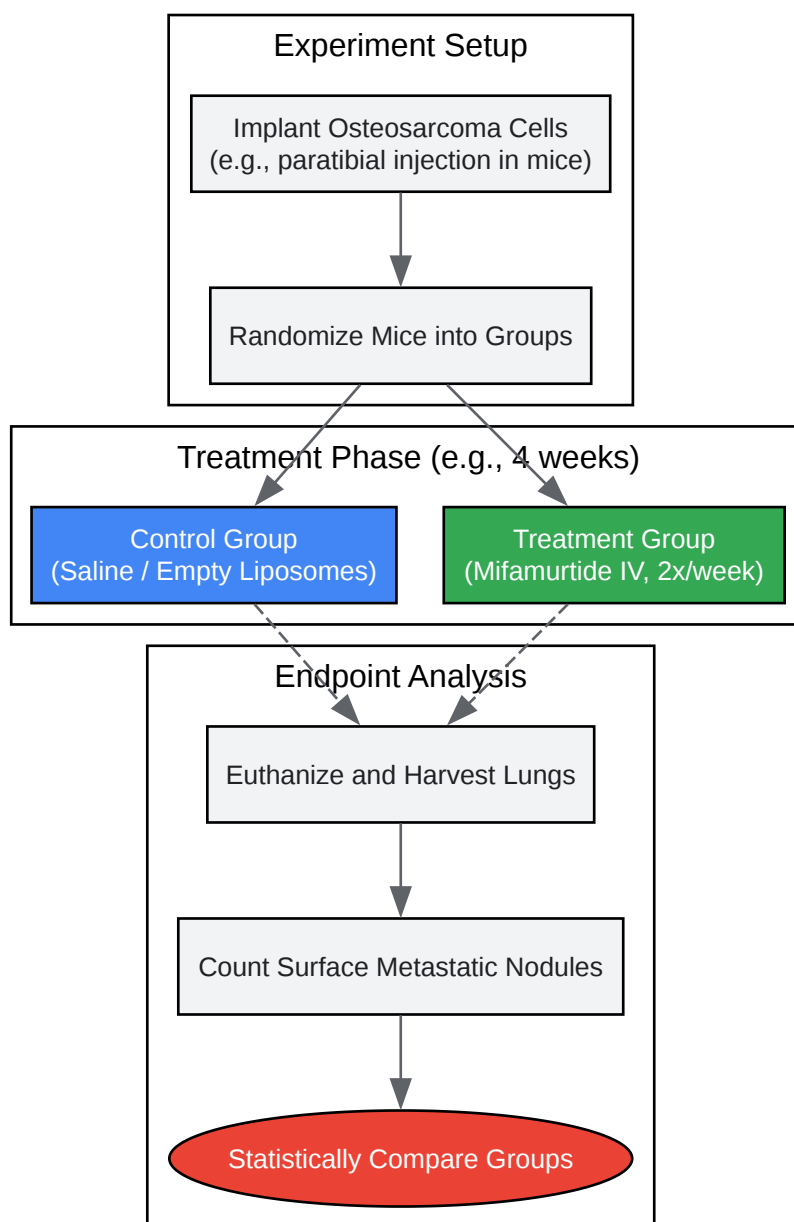 Experiment Setup
Implant Osteosarcoma Cells
(e.g., paratibial injection in mice)
Randomize Mice into Groups
Treatment Phase (e.g., 4 weeks)
Control Group
(Saline / Empty Liposomes)
Treatment Group
(Mifamurtide IV, 2x/week)
Endpoint Analysis
Euthanize and Harvest Lungs
Count Surface Metastatic Nodules
Statistically Compare Groups